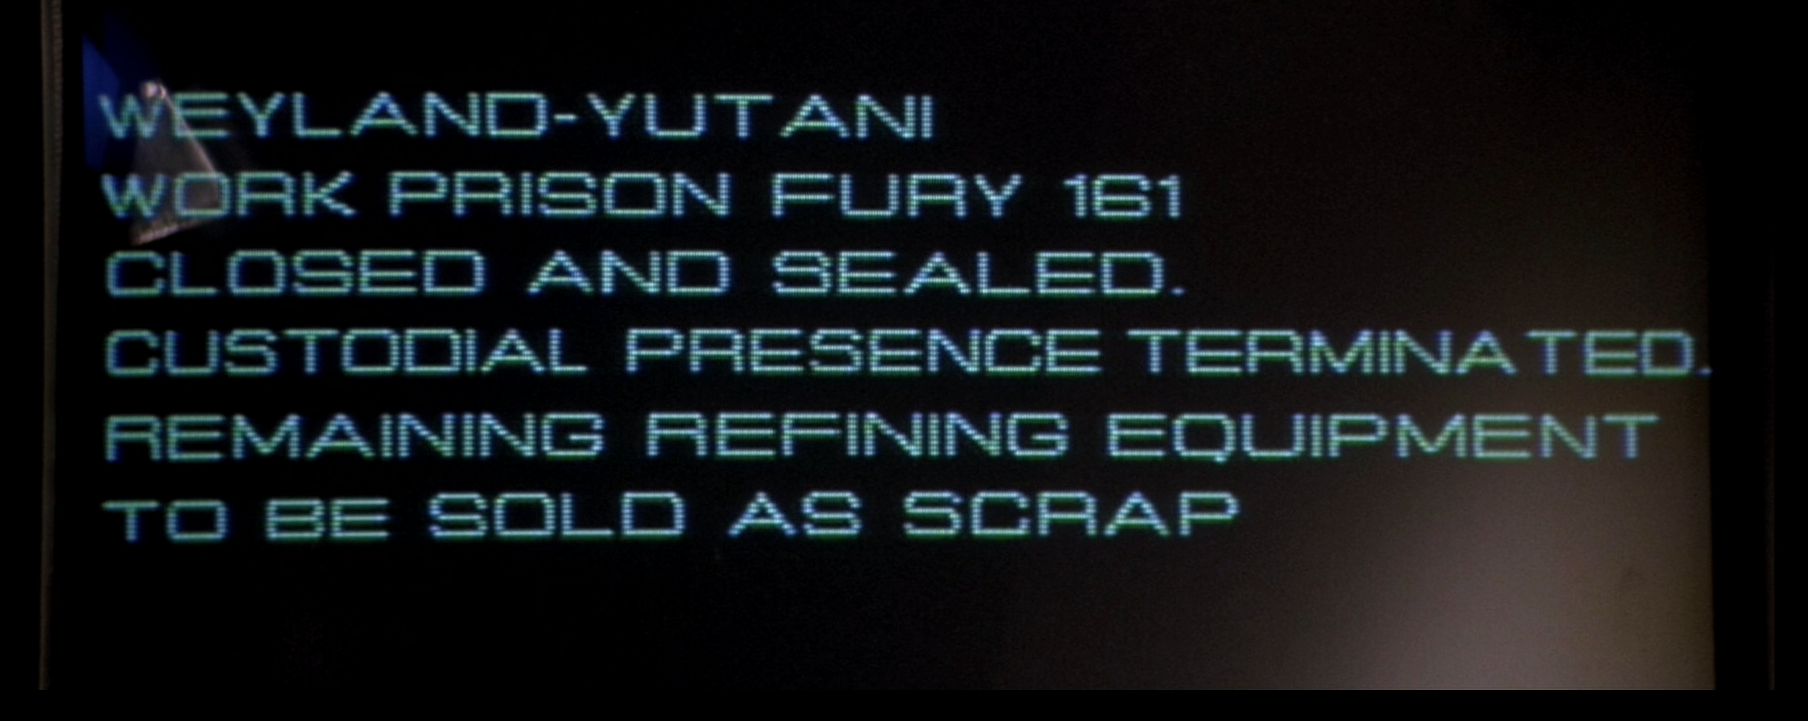 WEYLAND-YUTANI
WORK PRISON FURY 161
CLOSED AND SEALED.
CUSTODIAL PRESENCE TERMINATED.
REMAINING REFINING EQUIPMENT
TO BE SOLD AS SCRAP